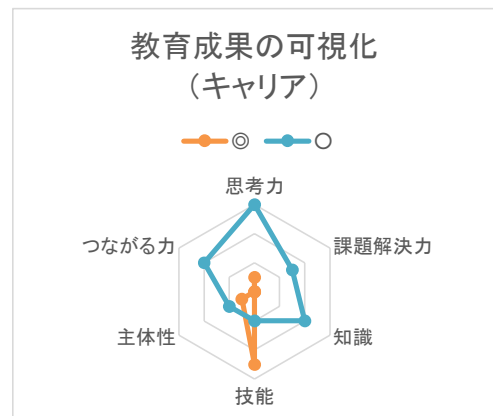 教育成果の可視化
（キャリア）
◎ ○
思考力
つながる力 課題解決力
主体性 知識
技能